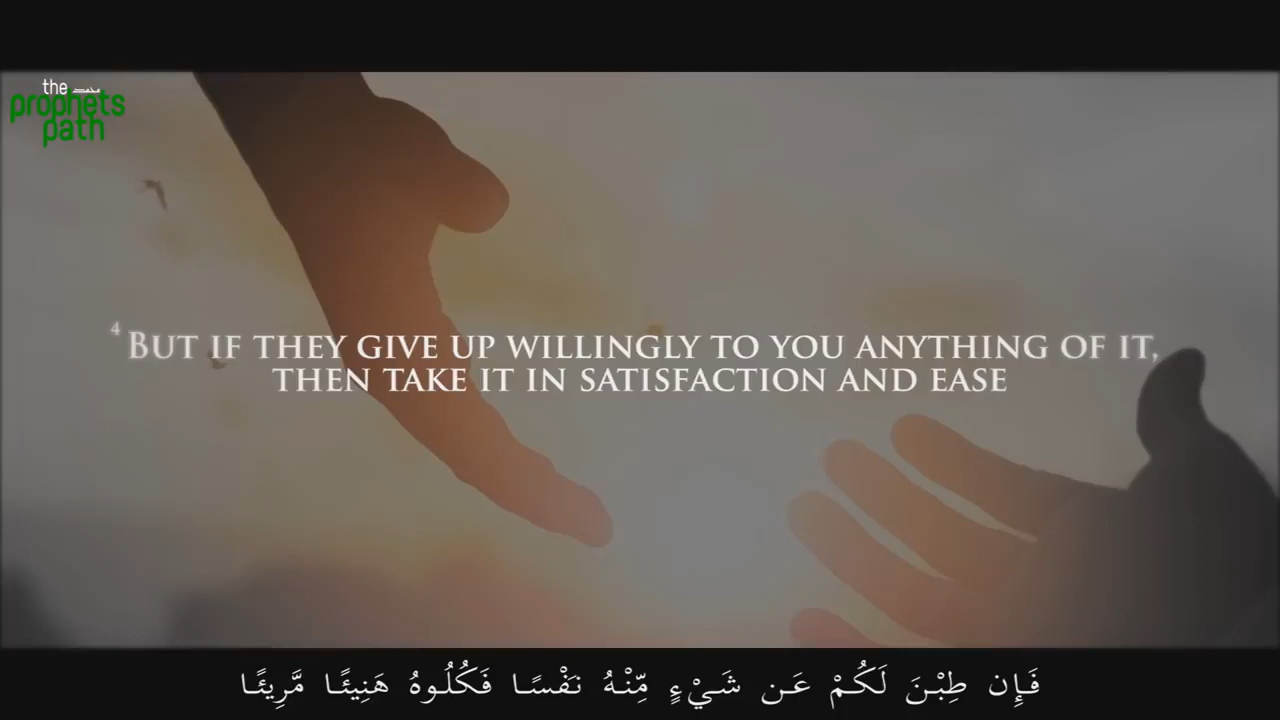 the محمد
prophets
path
4 BUT IF THEY GIVE UP WILLINGLY TO YOU ANYTHING OF IT,
THEN TAKE IT IN SATISFACTION AND EASE
فَإِن طِبْنَ لَكُمْ عَن شَيْءٍ مِّنْهُ نَفْسًا فَكُلُوهُ هَنِيئًا مَّرِيئًا